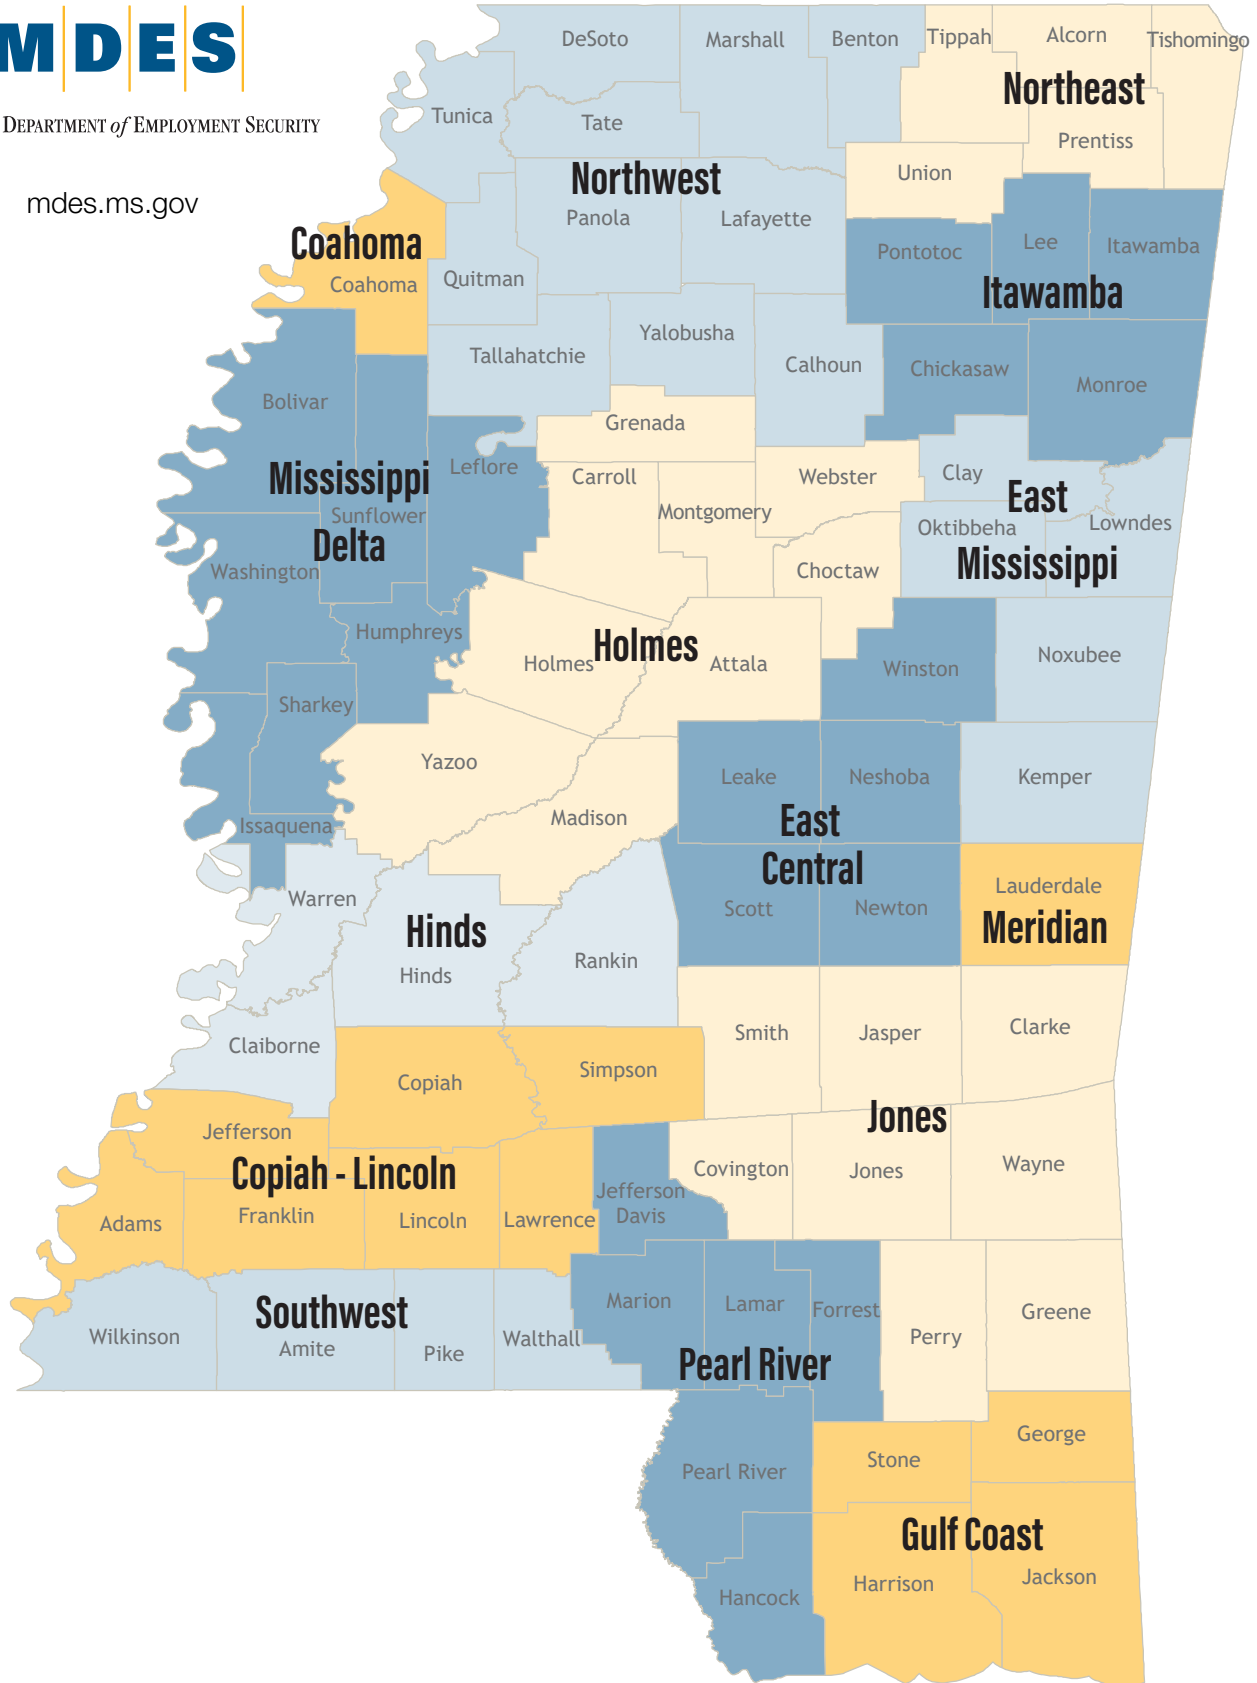 MDES
DEPARTMENT of EMPLOYMENT SECURITY
mdes.ms.gov
DeSoto
Marshall
Benton
Tippah
Alcorn
Tishomingo
Northeast
Tunica
Tate
Prentiss
Union
Northwest
Panola
Lafayette
Coahoma
Coahoma
Quitman
Pontotoc
Lee
Itawamba
Itawamba
Tallahatchie
Yalobusha
Calhoun
Chickasaw
Monroe
Bolivar
Grenada
Leflore
Carroll
Webster
Clay
Mississippi
Delta
Sunflower
Montgomery
East
Mississippi
Oktibbeha
Lowndes
Washington
Choctaw
Humphreys
Holmes
Holmes
Attala
Winston
Noxubee
Sharkey
Yazoo
Leake
Neshoba
Kemper
Issaquena
Madison
East
Central
Warren
Scott
Newton
Lauderdale
Meridian
Hinds
Hinds
Rankin
Claiborne
Copiah
Simpson
Smith
Jasper
Clarke
Jefferson
Jones
Copiah - Lincoln
Covington
Jones
Wayne
Adams
Franklin
Lincoln
Lawrence
Jefferson
Davis
Southwest
Wilkinson
Amite
Pike
Walthall
Marion
Lamar
Forrest
Perry
Greene
Pearl River
Pearl River
Stone
George
Gulf Coast
Hancock
Harrison
Jackson